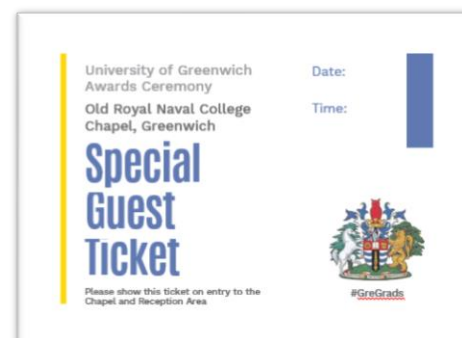 University of Greenwich
Awards Ceremony
Old Royal Naval College
Chapel, Greenwich
Special
Guest
Ticket
Please show this ticket on entry to the
Chapel and Reception Area
Date:
Time:
#GreGrads